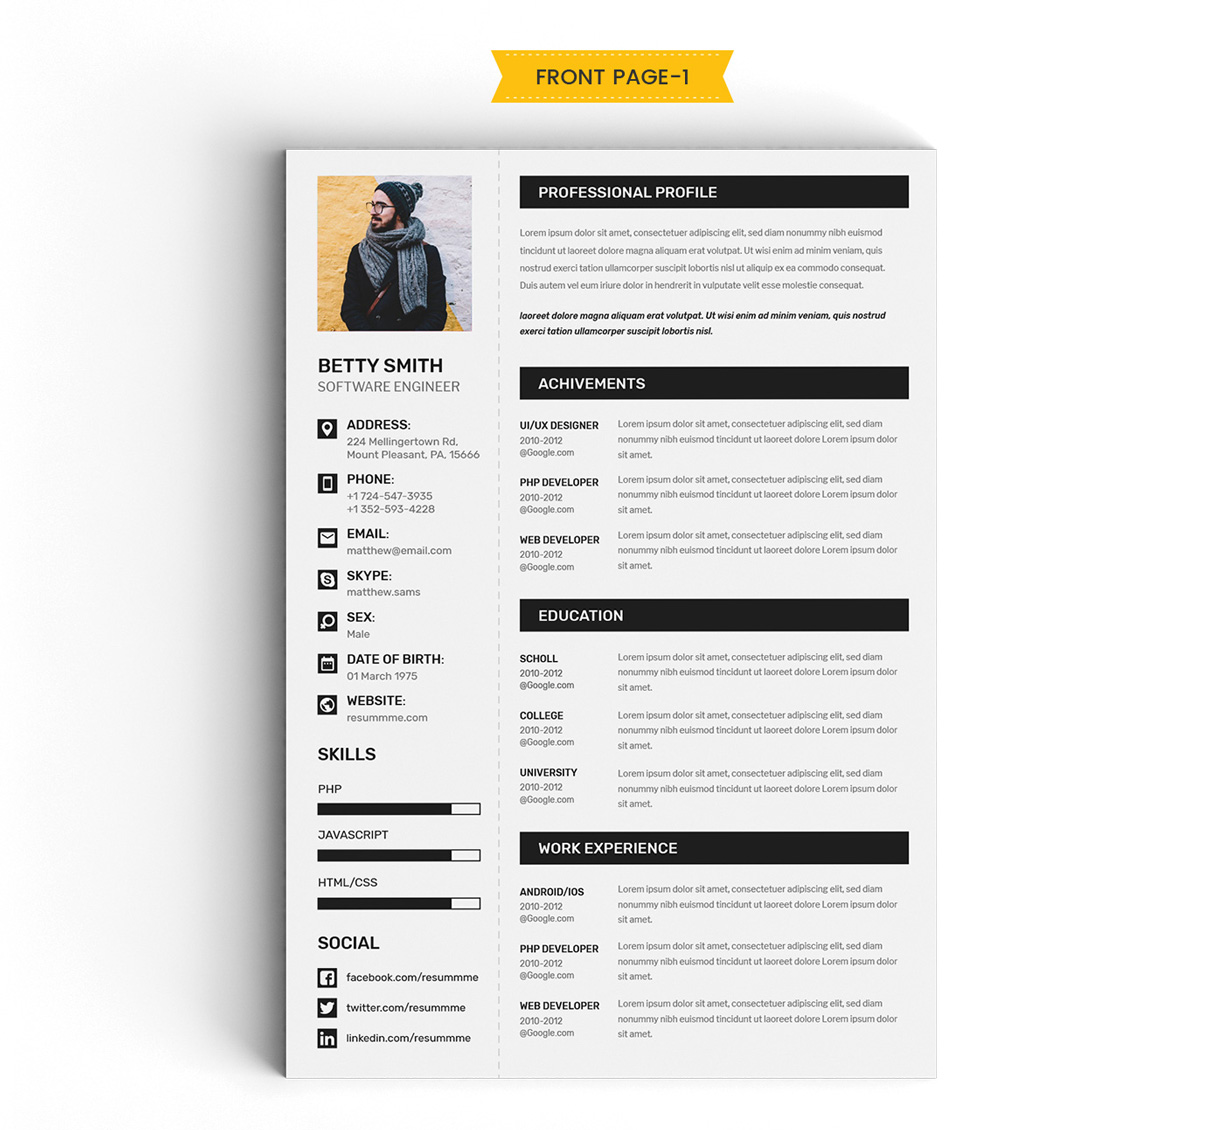 FRONT PAGE-1
BETTY SMITH
SOFTWARE ENGINEER
ADDRESS:
224 Mellingertown Rd,
Mount Pleasant, PA, 15666
PHONE:
+1 724-547-3935
+1 352-593-4228
EMAIL:
matthew@email.com
SKYPE:
matthew.sams
SEX:
Male
DATE OF BIRTH:
01 March 1975
WEBSITE:
resummme.com
SKILLS
PHP
JAVASCRIPT
HTML/CSS
SOCIAL
facebook.com/resummme
twitter.com/resummme
linkedin.com/resummme
PROFESSIONAL PROFILE
Lorem ipsum dolor sit amet, consectetuer adipiscing elit, sed diam nonummy nibh euismod
tincidunt ut laoreet dolore magna aliquam erat volutpat. Ut wisi enim ad minim veniam, quis
nostrud exerci tation ullamcorper suscipit lobortis nisl ut aliquip ex ea commodo consequat.
Duis autem vel eum iriure dolor in hendrerit in vulputate velit esse molestie consequat.
laoreet dolore magna aliquam erat volutpat. Ut wisi enim ad minim veniam, quis nostrud
exerci tation ullamcorper suscipit lobortis nisl.
ACHIVEMENTS
UI/UX DESIGNER
2010-2012
@Google.com
Lorem ipsum dolor sit amet, consectetuer adipiscing elit, sed diam
nonummy nibh euismod tincidunt ut laoreet dolore Lorem ipsum dolor
sit amet.
PHP DEVELOPER
2010-2012
@Google.com
Lorem ipsum dolor sit amet, consectetuer adipiscing elit, sed diam
nonummy nibh euismod tincidunt ut laoreet dolore Lorem ipsum dolor
sit amet.
WEB DEVELOPER
2010-2012
@Google.com
Lorem ipsum dolor sit amet, consectetuer adipiscing elit, sed diam
nonummy nibh euismod tincidunt ut laoreet dolore Lorem ipsum dolor
sit amet.
EDUCATION
SCHOLL
2010-2012
@Google.com
Lorem ipsum dolor sit amet, consectetuer adipiscing elit, sed diam
nonummy nibh euismod tincidunt ut laoreet dolore Lorem ipsum dolor
sit amet.
COLLEGE
2010-2012
@Google.com
Lorem ipsum dolor sit amet, consectetuer adipiscing elit, sed diam
nonummy nibh euismod tincidunt ut laoreet dolore Lorem ipsum dolor
sit amet.
UNIVERSITY
2010-2012
@Google.com
Lorem ipsum dolor sit amet, consectetuer adipiscing elit, sed diam
nonummy nibh euismod tincidunt ut laoreet dolore Lorem ipsum dolor
sit amet.
WORK EXPERIENCE
ANDROID/IOS
2010-2012
@Google.com
Lorem ipsum dolor sit amet, consectetuer adipiscing elit, sed diam
nonummy nibh euismod tincidunt ut laoreet dolore Lorem ipsum dolor
sit amet.
PHP DEVELOPER
2010-2012
@Google.com
Lorem ipsum dolor sit amet, consectetuer adipiscing elit, sed diam
nonummy nibh euismod tincidunt ut laoreet dolore Lorem ipsum dolor
sit amet.
WEB DEVELOPER
2010-2012
@Google.com
Lorem ipsum dolor sit amet, consectetuer adipiscing elit, sed diam
nonummy nibh euismod tincidunt ut laoreet dolore Lorem ipsum dolor
sit amet.